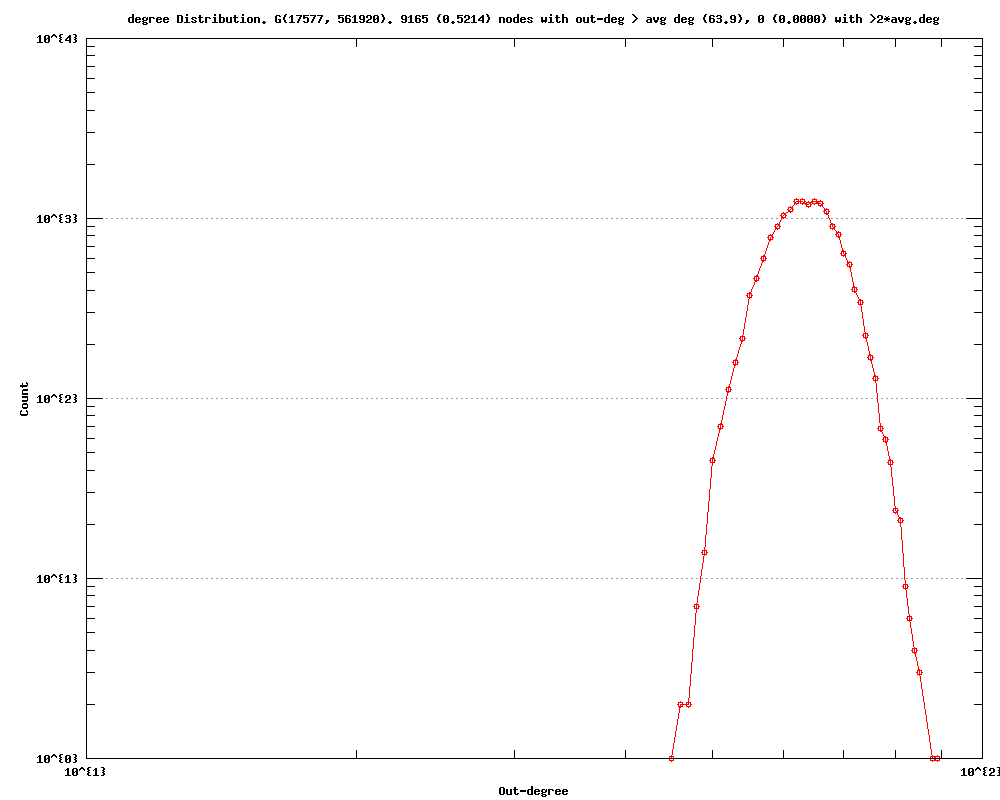 degree Distribution. G(17577, 561920). 9165 (0.5214) nodes with out-deg > avg deg (63.9), 0 (0.0000) with >2*avg.deg
10^{4}
10^{3}
10^{2}
10^{1}
10^{0}
Count
10^{1}
10^{2}
Out-degree